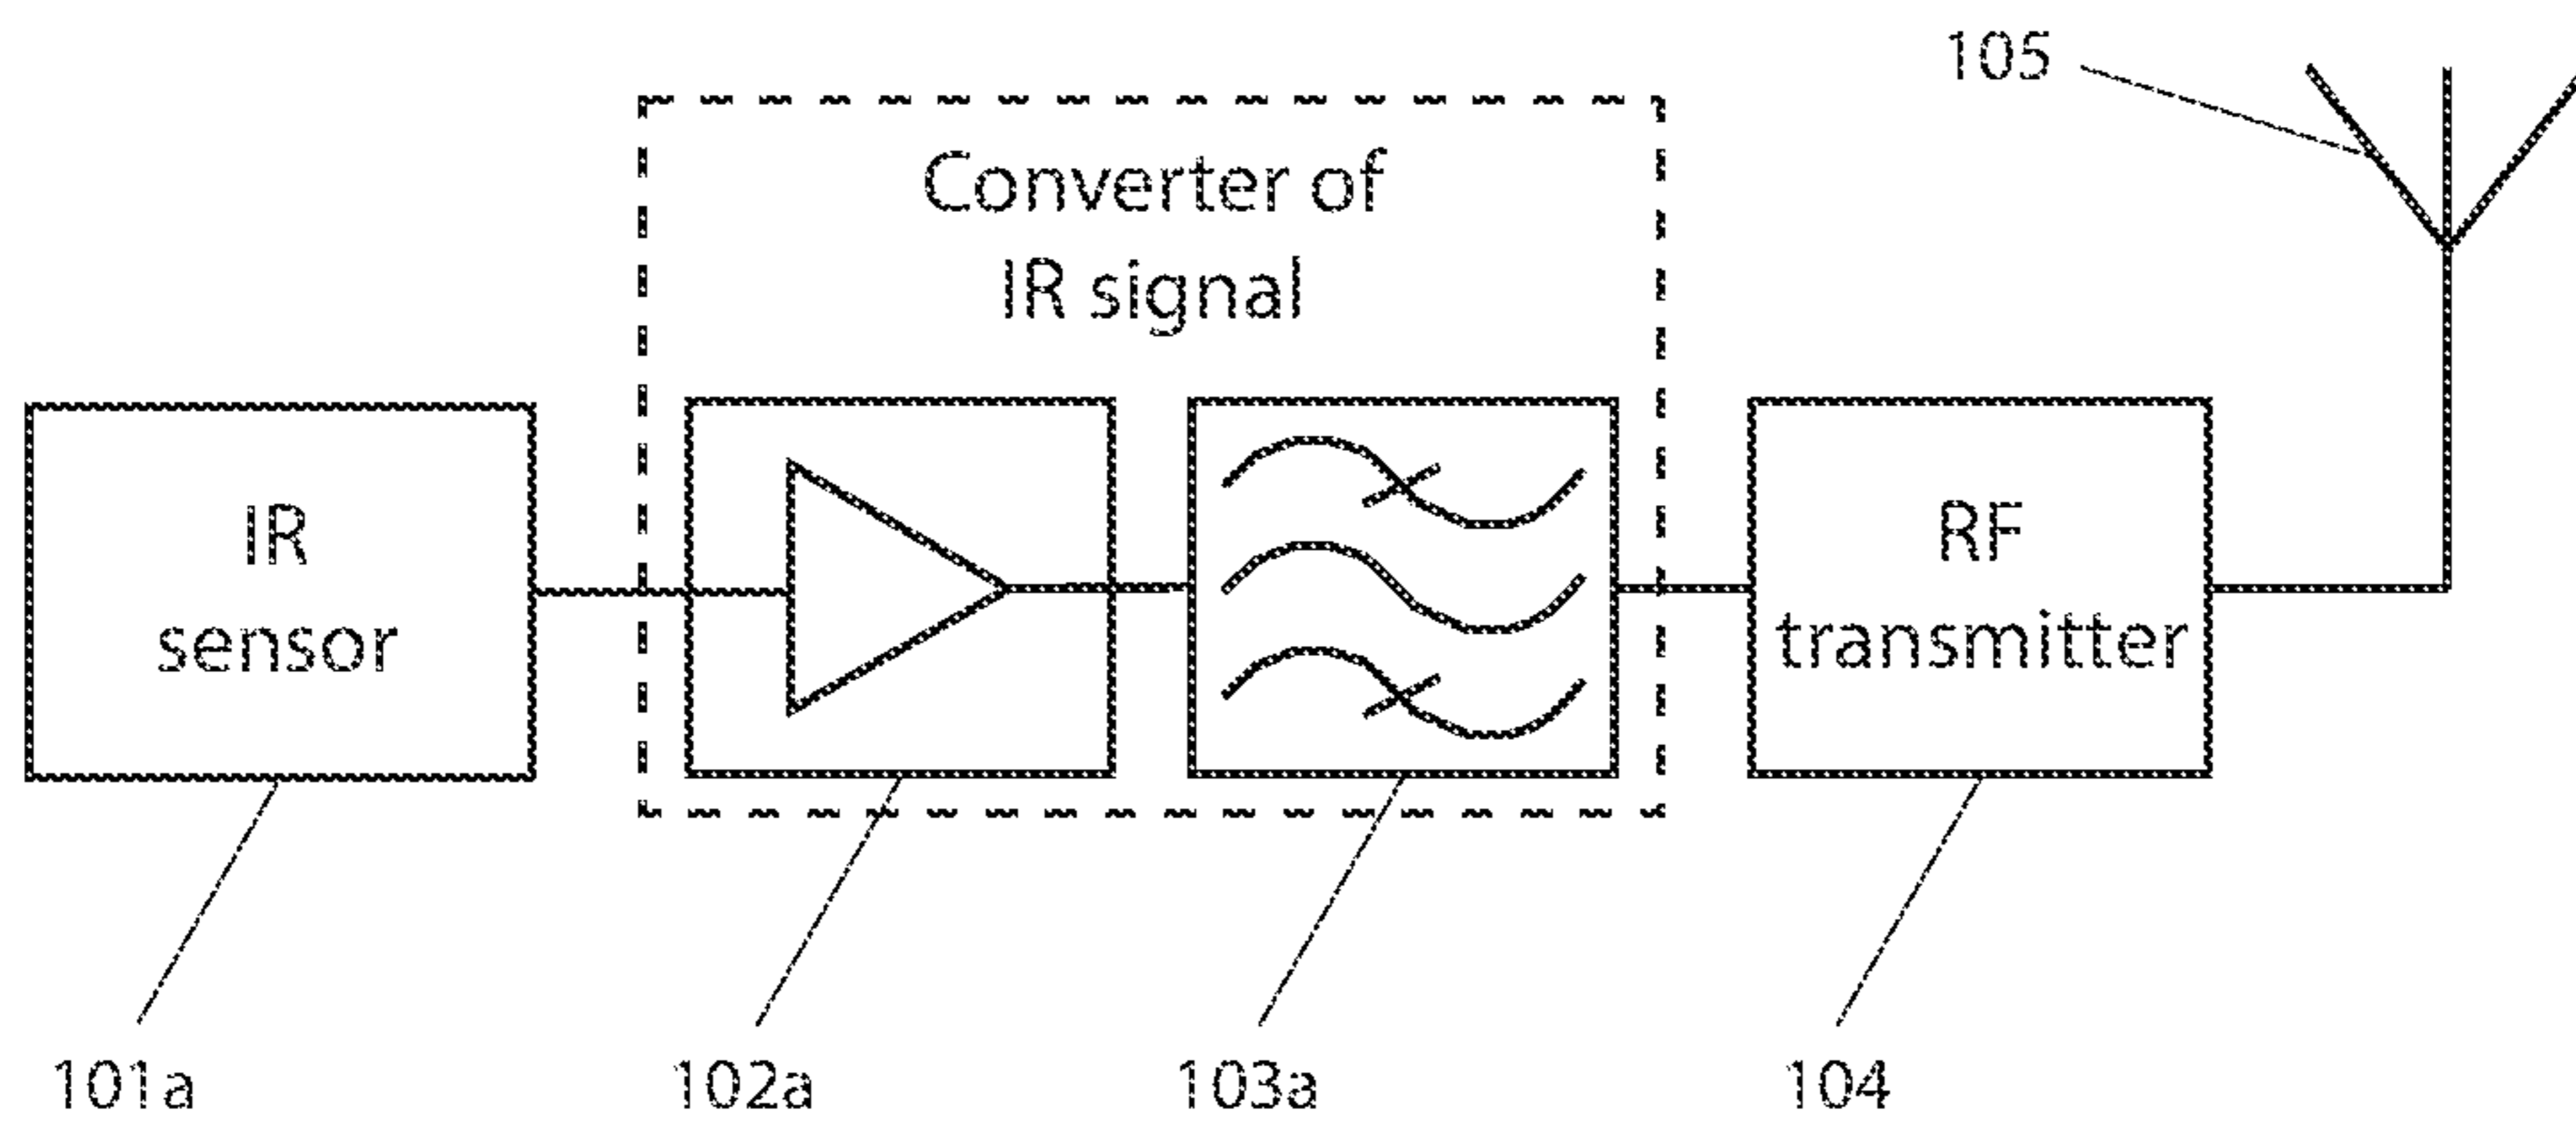 105
Converter of
IR signal
IR
sensor
RF
transmitter
101a
102a
103a
104